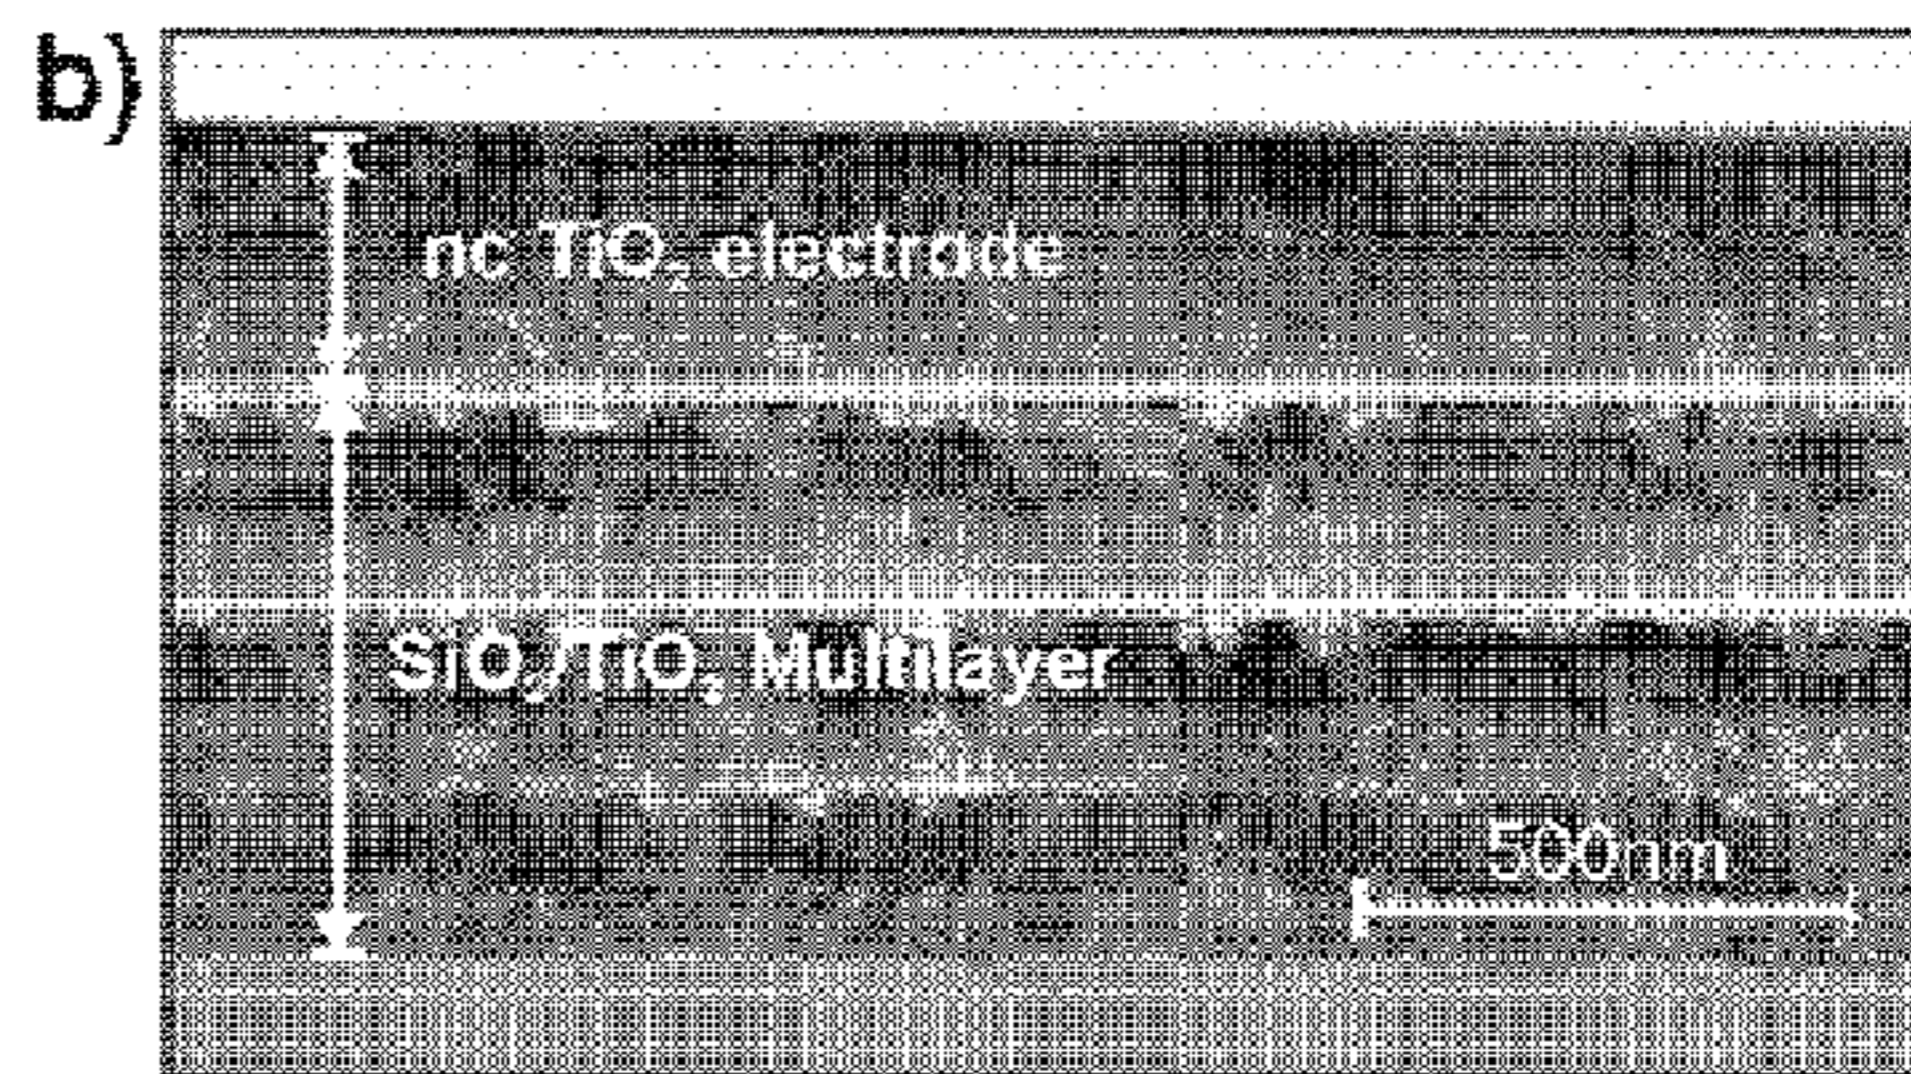 b)
nc TiO₂ electrode
SiO₂/TiO₂ Multilayer
500nm